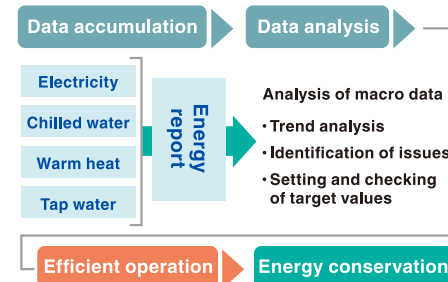 Data accumulation
Data analysis
Electricity
Chilled water
Warm heat
Tap water
Energy
report
Analysis of macro data
・Trend analysis
・Identification of issues
・Setting and checking
of target values
Efficient operation
Energy conservation